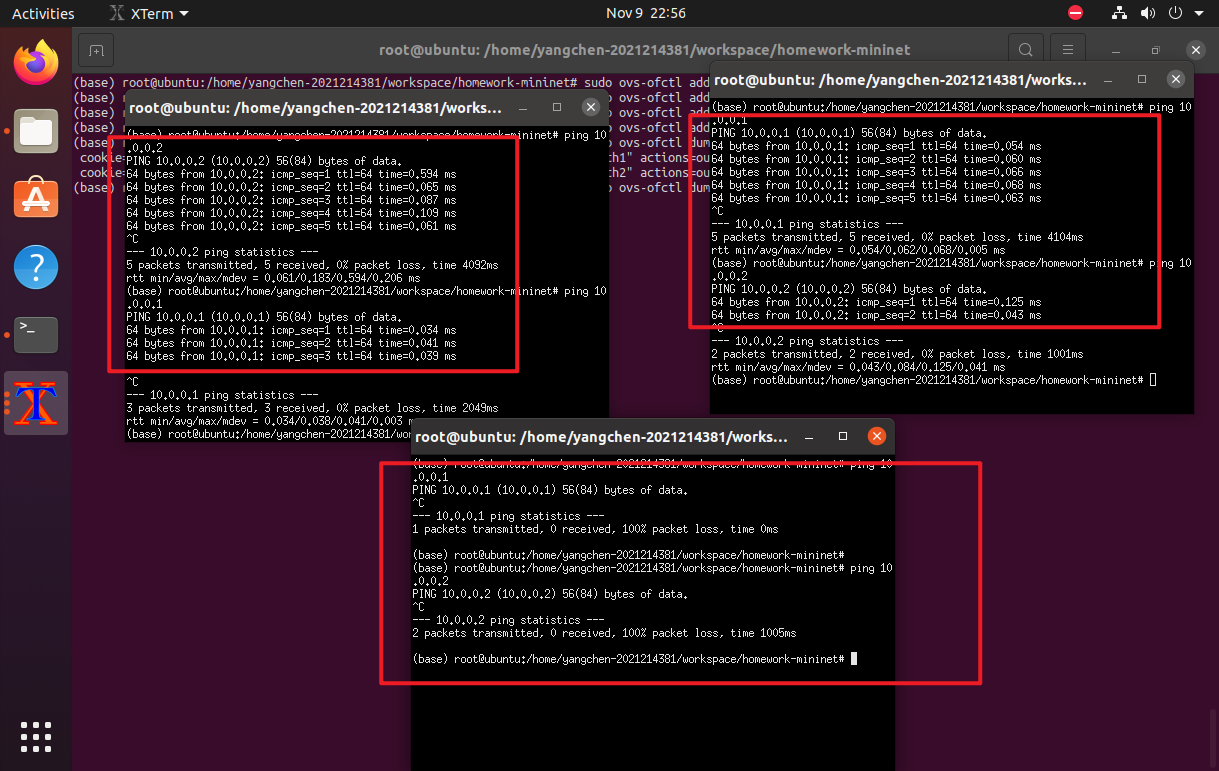 Activities
XTerm
Nov 9 22:56
root@ubuntu: /home/yangchen-2021214381/workspace/homework-mininet
(base) root@ubuntu:/home/yangchen-2021214381/workspace/homework-mininet# sudo ovs-ofctl add
(base)
ovs-ofctl add
(base)
ovs-ofctl add
(base)
ovs-ofctl add
(base)
ovs-ofctl dum
cookie=
th1" actions=ou
cookie=
th2" actions=ou
(base)
ovs-ofctl dum
root@ubuntu: /home/yangchen-2021214381/works...
(base) root@ubuntu:/home/yangchen-2021214381/workspace/homework-mininet# ping 10
.0.0.2
PING 10.0.0.2 (10.0.0.2) 56(84) bytes of data.
64 bytes from 10.0.0.2: icmp_seq=1 ttl=64 time=0.594 ms
64 bytes from 10.0.0.2: icmp_seq=2 ttl=64 time=0.065 ms
64 bytes from 10.0.0.2: icmp_seq=3 ttl=64 time=0.087 ms
64 bytes from 10.0.0.2: icmp_seq=4 ttl=64 time=0.109 ms
64 bytes from 10.0.0.2: icmp_seq=5 ttl=64 time=0.061 ms
^C
--- 10.0.0.2 ping statistics ---
5 packets transmitted, 5 received, 0% packet loss, time 4092ms
rtt min/avg/max/mdev = 0.061/0.183/0.594/0.206 ms
(base) root@ubuntu:/home/yangchen-2021214381/workspace/homework-mininet# ping 10
.0.0.1
PING 10.0.0.1 (10.0.0.1) 56(84) bytes of data.
64 bytes from 10.0.0.1: icmp_seq=1 ttl=64 time=0.034 ms
64 bytes from 10.0.0.1: icmp_seq=2 ttl=64 time=0.041 ms
64 bytes from 10.0.0.1: icmp_seq=3 ttl=64 time=0.039 ms
^C
--- 10.0.0.1 ping statistics ---
3 packets transmitted, 3 received, 0% packet loss, time 2049ms
rtt min/avg/max/mdev = 0.034/0.038/0.041/0.003 m
(base) root@ubuntu:/home/yangchen-2021214381/wor
root@ubuntu: /home/yangchen-2021214381/works...
(base) root@ubuntu:/home/yangchen-2021214381/workspace/homework-mininet# ping 10
.0.0.1
PING 10.0.0.1 (10.0.0.1) 56(84) bytes of data.
64 bytes from 10.0.0.1: icmp_seq=1 ttl=64 time=0.054 ms
64 bytes from 10.0.0.1: icmp_seq=2 ttl=64 time=0.060 ms
64 bytes from 10.0.0.1: icmp_seq=3 ttl=64 time=0.066 ms
64 bytes from 10.0.0.1: icmp_seq=4 ttl=64 time=0.068 ms
64 bytes from 10.0.0.1: icmp_seq=5 ttl=64 time=0.063 ms
^C
--- 10.0.0.1 ping statistics ---
5 packets transmitted, 5 received, 0% packet loss, time 4104ms
rtt min/avg/max/mdev = 0.054/0.062/0.068/0.005 ms
(base) root@ubuntu:/home/yangchen-2021214381/workspace/homework-mininet# ping 10
.0.0.2
PING 10.0.0.2 (10.0.0.2) 56(84) bytes of data.
64 bytes from 10.0.0.2: icmp_seq=1 ttl=64 time=0.125 ms
64 bytes from 10.0.0.2: icmp_seq=2 ttl=64 time=0.043 ms
^C
--- 10.0.0.2 ping statistics ---
2 packets transmitted, 2 received, 0% packet loss, time 1001ms
rtt min/avg/max/mdev = 0.043/0.084/0.125/0.041 ms
(base) root@ubuntu:/home/yangchen-2021214381/workspace/homework-mininet#
root@ubuntu: /home/yangchen-2021214381/works...
(base) root@ubuntu:/home/yangchen-2021214381/workspace/homework-mininet# ping 10
.0.0.1
PING 10.0.0.1 (10.0.0.1) 56(84) bytes of data.
^C
--- 10.0.0.1 ping statistics ---
1 packets transmitted, 0 received, 100% packet loss, time 0ms
(base) root@ubuntu:/home/yangchen-2021214381/workspace/homework-mininet#
(base) root@ubuntu:/home/yangchen-2021214381/workspace/homework-mininet# ping 10
.0.0.2
PING 10.0.0.2 (10.0.0.2) 56(84) bytes of data.
^C
--- 10.0.0.2 ping statistics ---
2 packets transmitted, 0 received, 100% packet loss, time 1005ms
(base) root@ubuntu:/home/yangchen-2021214381/workspace/homework-mininet#